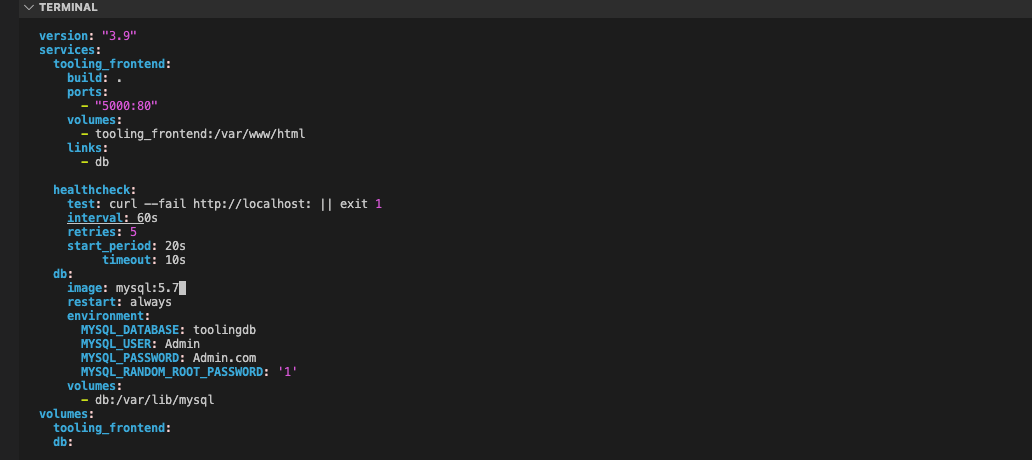 TERMINAL
version: "3.9"
services:
  tooling_frontend:
    build: .
    ports:
      - "5000:80"
    volumes:
      - tooling_frontend:/var/www/html
    links:
      - db

  healthcheck:
    test: curl --fail http://localhost: || exit 1
    interval: 60s
    retries: 5
    start_period: 20s
         timeout: 10s
  db:
    image: mysql:5.7
    restart: always
    environment:
      MYSQL_DATABASE: toolingdb
      MYSQL_USER: Admin
      MYSQL_PASSWORD: Admin.com
      MYSQL_RANDOM_ROOT_PASSWORD: '1'
    volumes:
      - db:/var/lib/mysql
volumes:
  tooling_frontend:
  db: